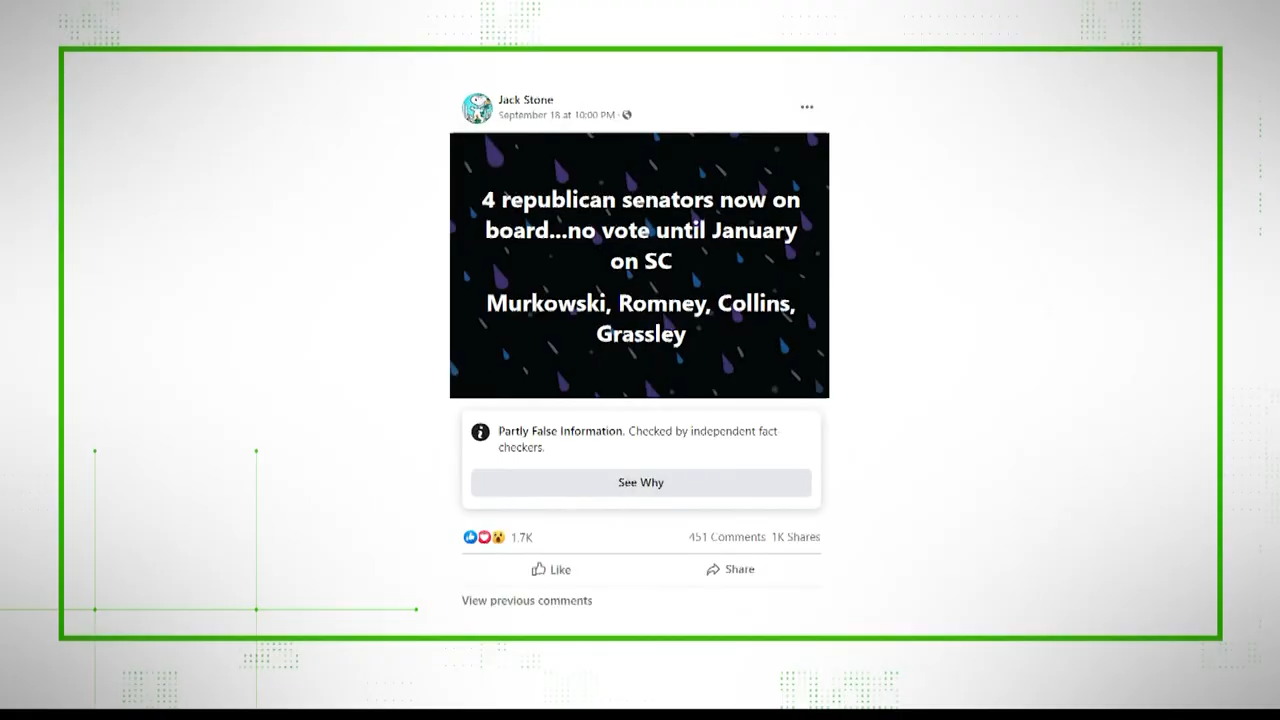 Jack Stone
September 18 at 10:00 PM ·
4 republican senators now on
board...no vote until January
on SC
Murkowski, Romney, Collins,
Grassley
Partly False Information. Checked by independent fact
checkers.
See Why
1.7K 451 Comments 1K Shares
Like Share
View previous comments